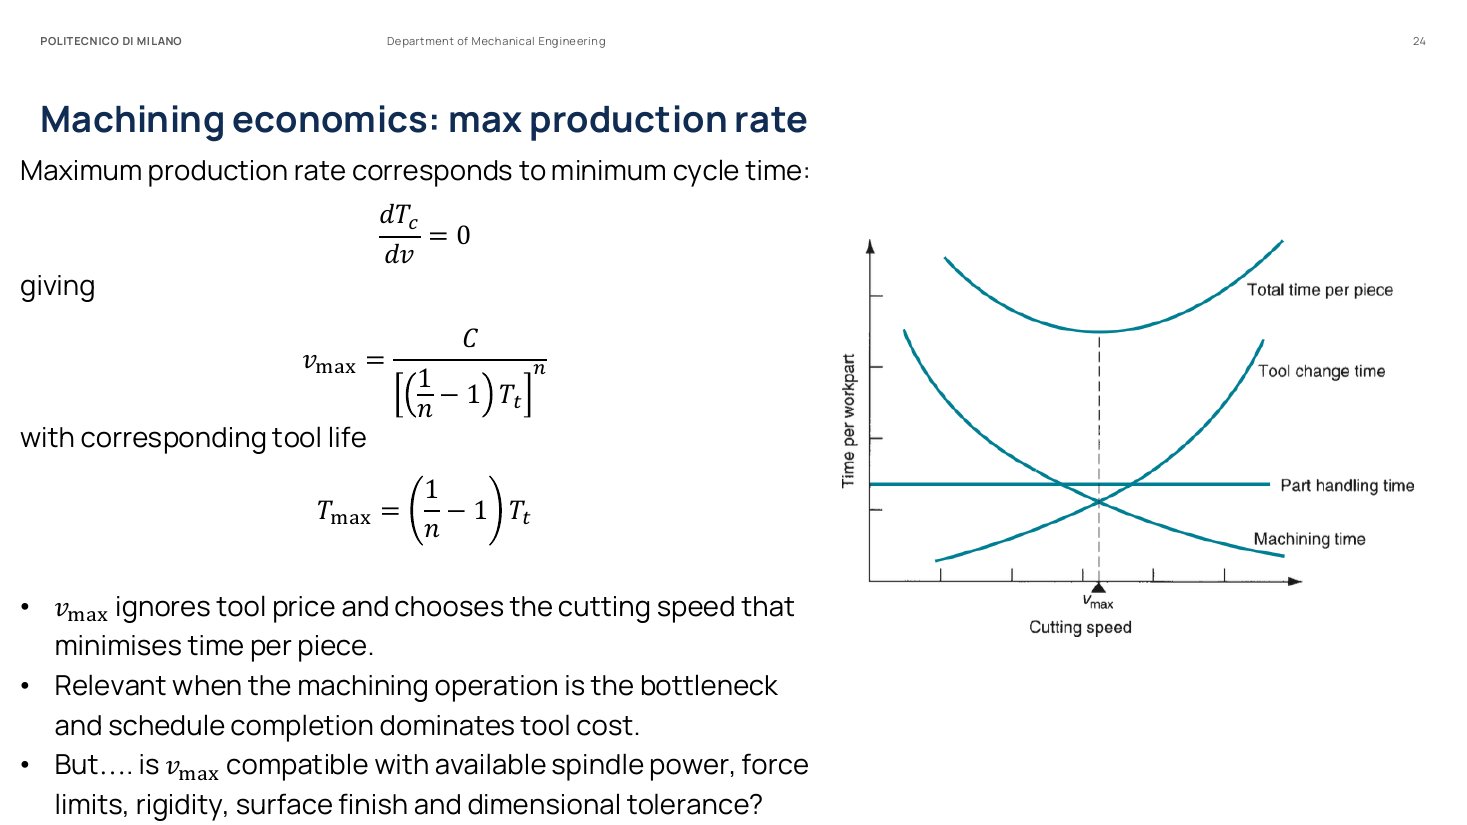 POLITECNICO DI MILANO
Department of Mechanical Engineering
24
Machining economics: max production rate
Maximum production rate corresponds to minimum cycle time:
dT_c/dv = 0
giving
v_max = C / [(1/n − 1) T_t]^n
with corresponding tool life
T_max = (1/n − 1) T_t
• v_max ignores tool price and chooses the cutting speed that
minimises time per piece.
• Relevant when the machining operation is the bottleneck
and schedule completion dominates tool cost.
• But…. is v_max compatible with available spindle power, force
limits, rigidity, surface finish and dimensional tolerance?
Time per workpart
Total time per piece
Tool change time
Part handling time
Machining time
v_max
Cutting speed